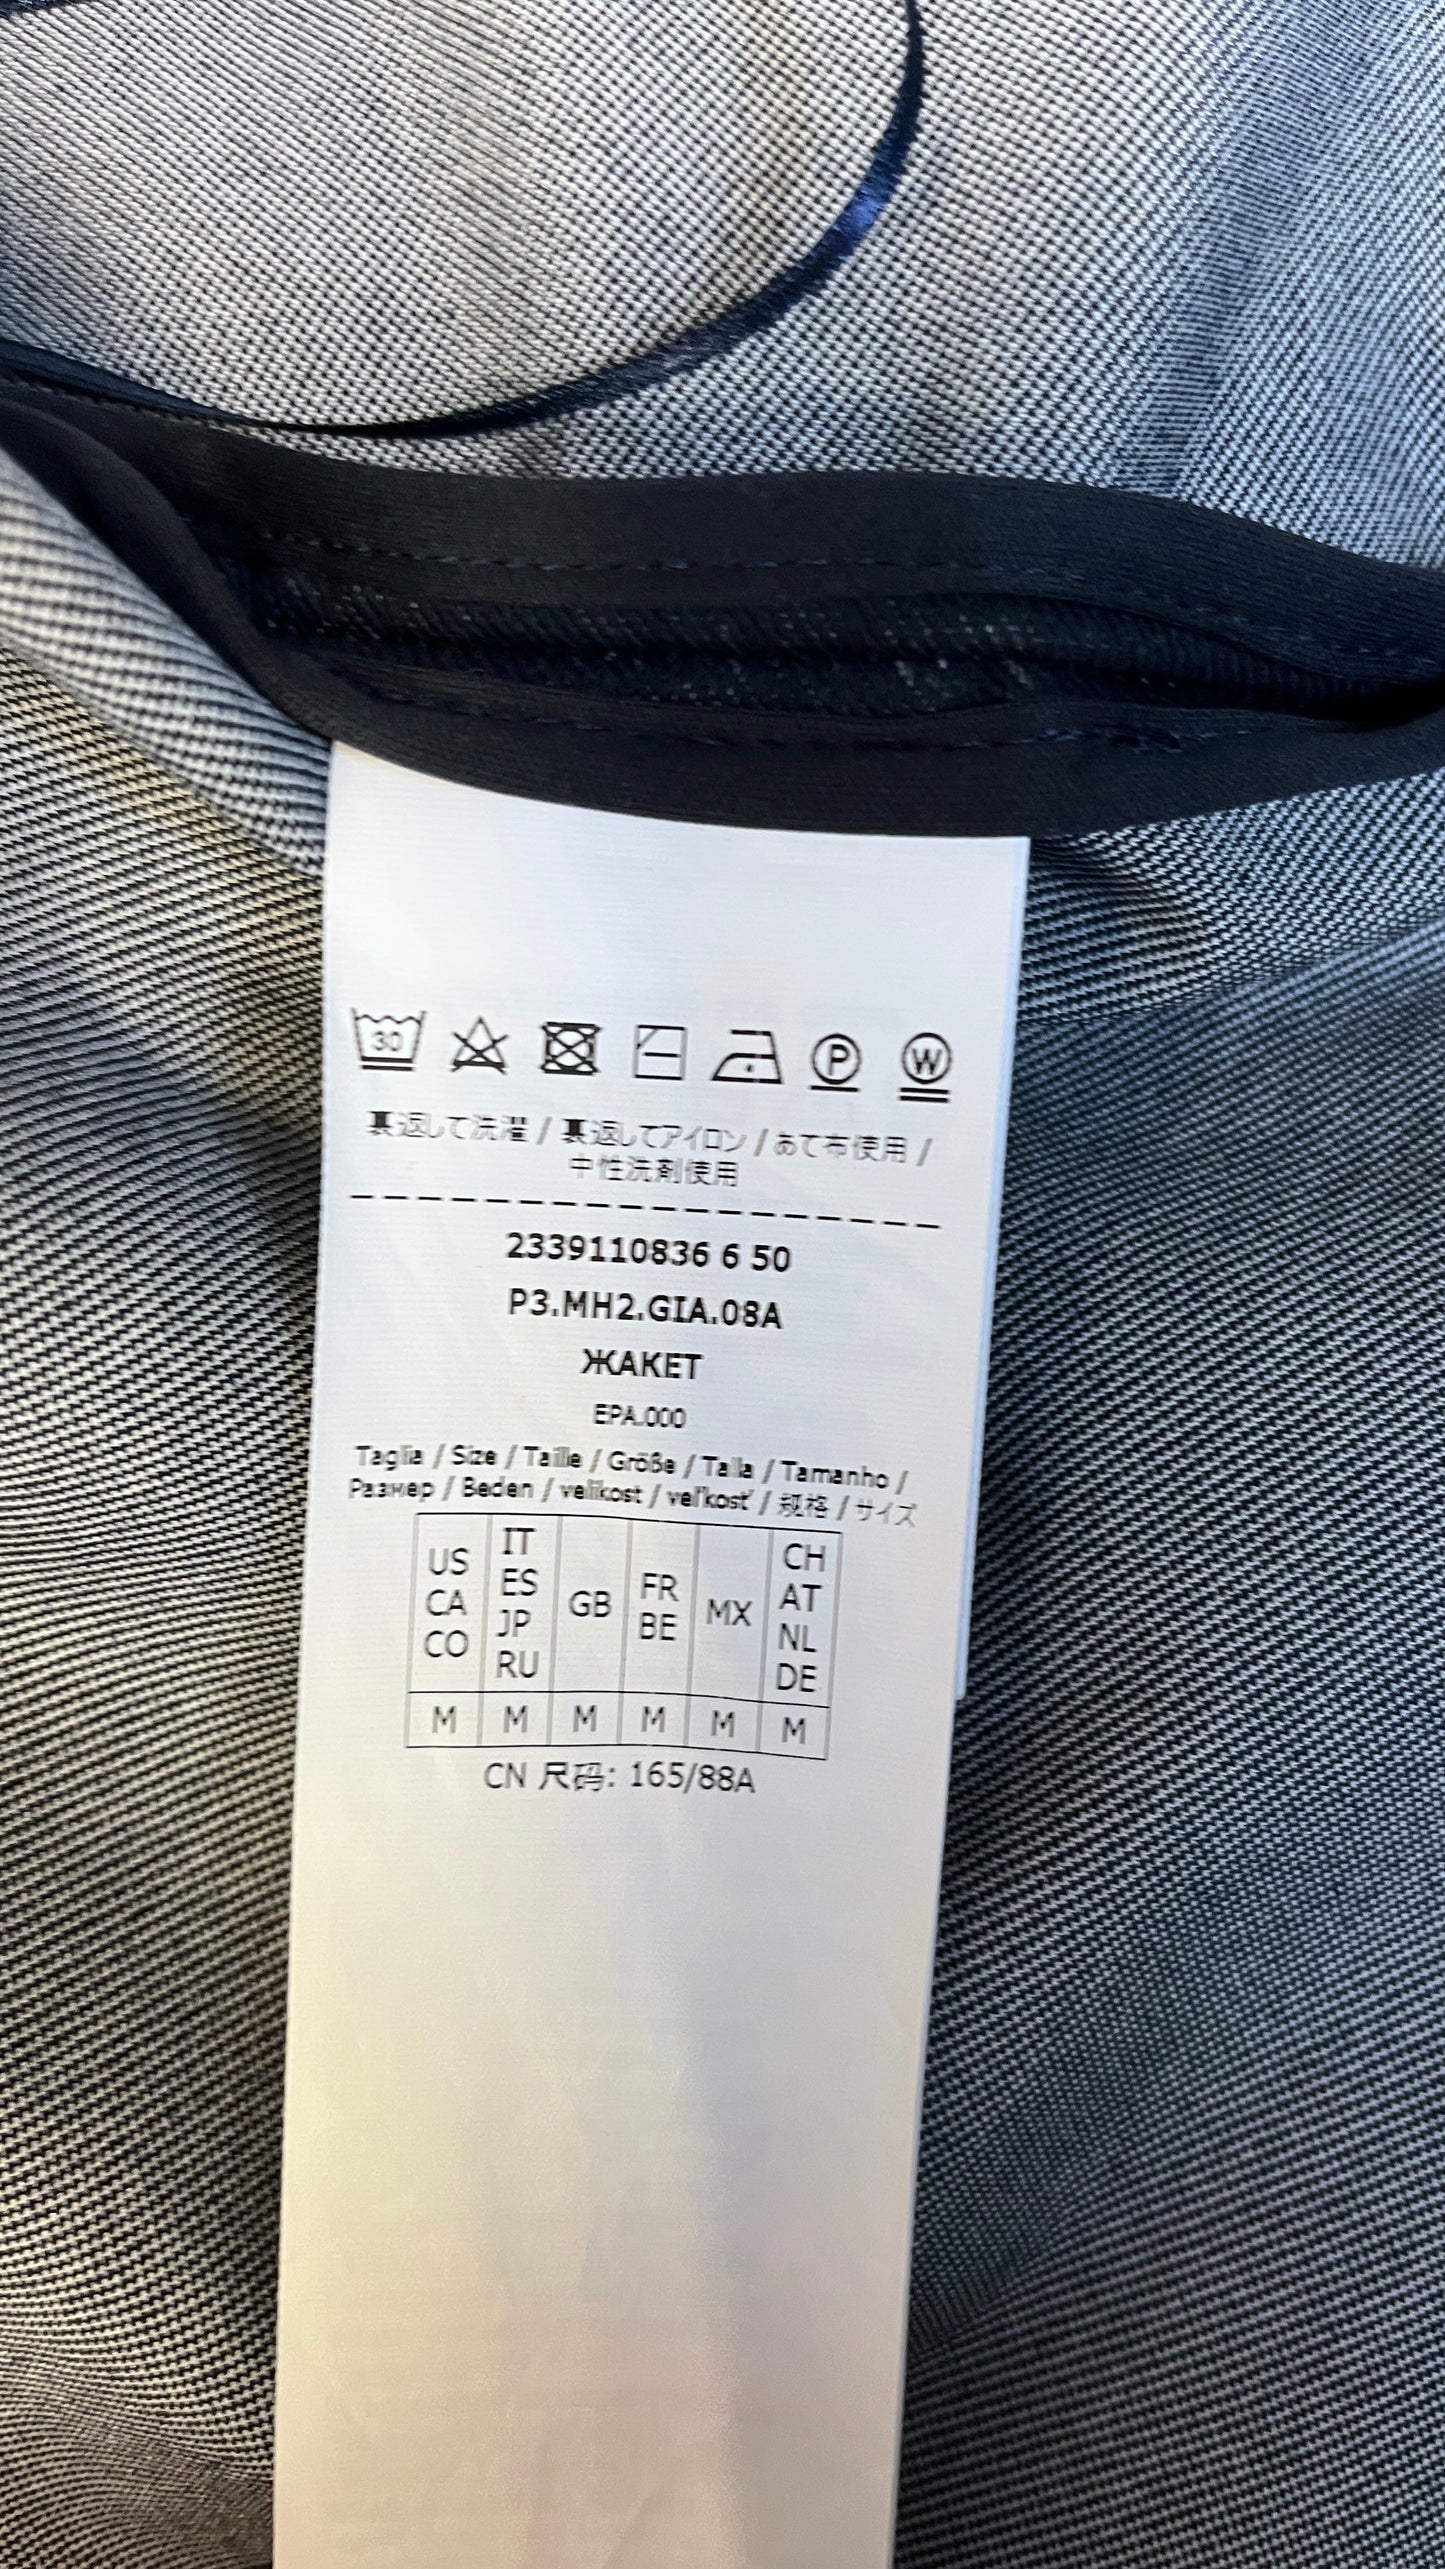 30
P
W
裏返して洗濯 / 裏返してアイロン / あて布使用 /
中性洗剤使用
2339110836 6 50
P3.MH2.GIA.08A
ЖАКЕТ
EPA.000
Taglia / Size / Taille / Größe / Talla / Tamanho /
Размер / Beden / velikost / veľkosť / 规格 / サイズ
US CA CO
IT ES JP RU
GB
FR BE
MX
CH AT NL DE
M M M M M M
CN 尺码: 165/88A